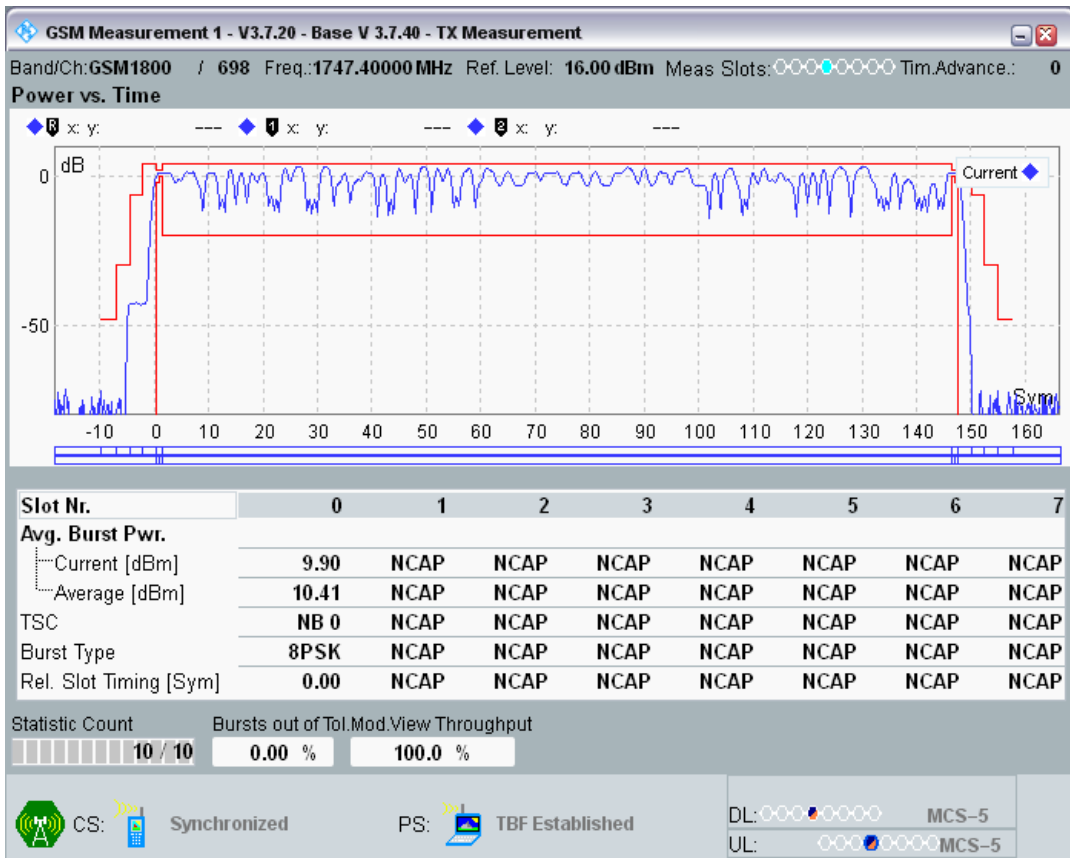 GSM Measurement 1 - V3.7.20 - Base V 3.7.40 - TX Measurement
Band/Ch:GSM1800 / 698 Freq.:1747.40000 MHz Ref. Level: 16.00 dBm Meas Slots: Tim.Advance.: 0
Power vs. Time
R x: y: --- 1 x: y: --- 2 x: y: ---
dB
Current
0
-50
Sym
-10 0 10 20 30 40 50 60 70 80 90 100 110 120 130 140 150 160
Slot Nr. 0 1 2 3 4 5 6 7
Avg. Burst Pwr.
Current [dBm] 9.90 NCAP NCAP NCAP NCAP NCAP NCAP NCAP
Average [dBm] 10.41 NCAP NCAP NCAP NCAP NCAP NCAP NCAP
TSC NB 0 NCAP NCAP NCAP NCAP NCAP NCAP NCAP
Burst Type 8PSK NCAP NCAP NCAP NCAP NCAP NCAP NCAP
Rel. Slot Timing [Sym] 0.00 NCAP NCAP NCAP NCAP NCAP NCAP NCAP
Statistic Count Bursts out of Tol.Mod.View Throughput
10 / 10 0.00 % 100.0 %
CS: Synchronized PS: TBF Established
DL: MCS-5
UL: MCS-5